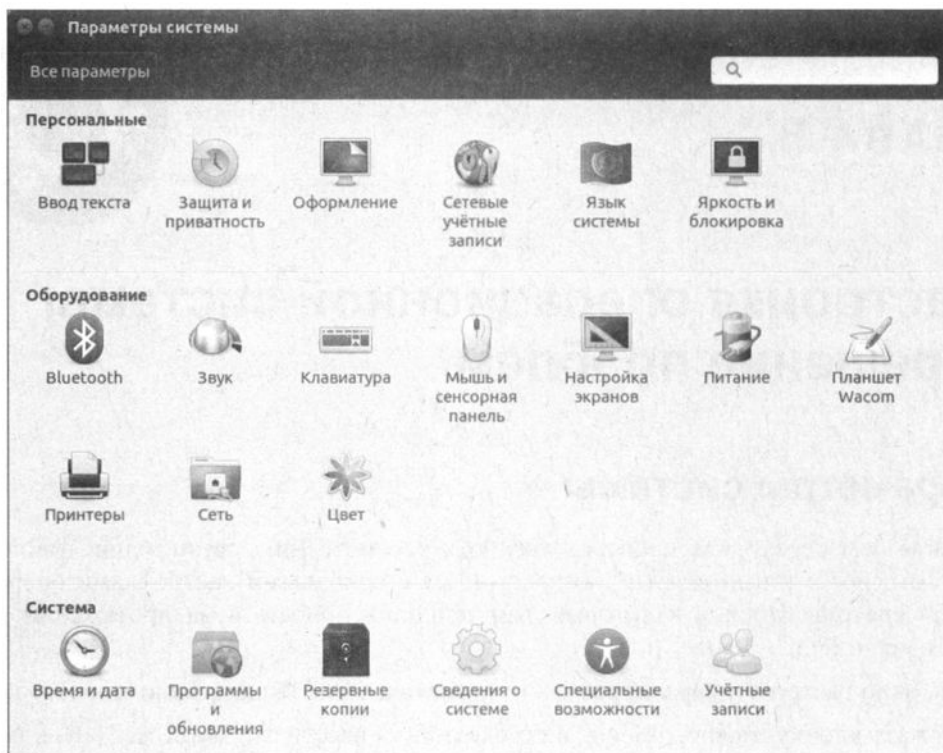 Параметры системы
Все параметры
Персональные
Ввод текста
Защита и
приватность
Оформление
Сетевые
учётные
записи
Язык
системы
Яркость и
блокировка
Оборудование
Bluetooth
Звук
Клавиатура
Мышь и
сенсорная
панель
Настройка
экранов
Питание
Планшет
Wacom
Принтеры
Сеть
Цвет
Система
Время и дата
Программы
и
обновления
Резервные
копии
Сведения о
системе
Специальные
возможности
Учётные
записи